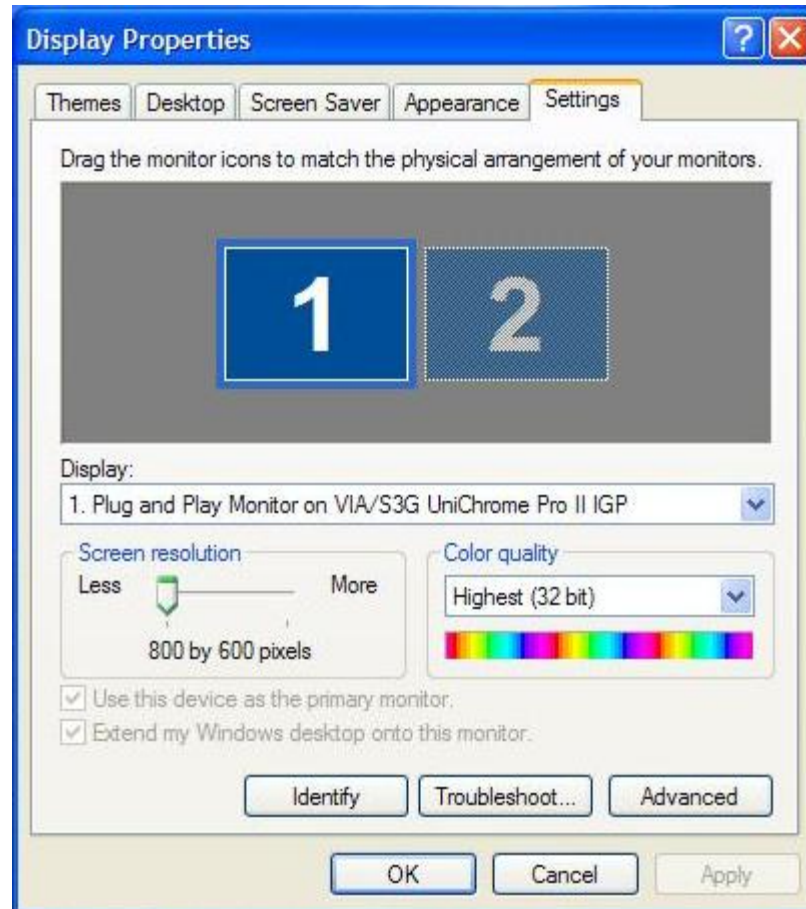 Display Properties
Themes Desktop Screen Saver Appearance Settings
Drag the monitor icons to match the physical arrangement of your monitors.
1 2
Display:
1. Plug and Play Monitor on VIA/S3G UniChrome Pro II IGP
Screen resolution
Less More
800 by 600 pixels
Color quality
Highest (32 bit)
Use this device as the primary monitor.
Extend my Windows desktop onto this monitor.
Identify Troubleshoot... Advanced
OK Cancel Apply